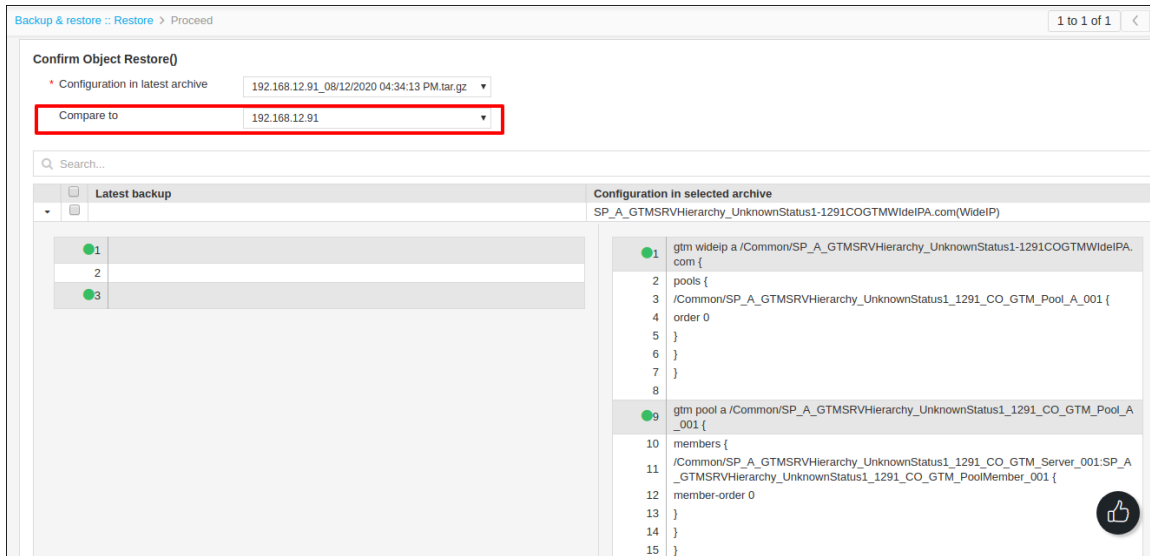 Backup & restore :: Restore > Proceed
1 to 1 of 1 <
Confirm Object Restore()
* Configuration in latest archive
192.168.12.91_08/12/2020 04:34:13 PM.tar.gz
Compare to
192.168.12.91
Search...
Latest backup
Configuration in selected archive
SP_A_GTMSRVHierarchy_UnknownStatus1-1291COGTMWIdeIPA.com(WideIP)
1
2
3
1 gtm wideip a /Common/SP_A_GTMSRVHierarchy_UnknownStatus1-1291COGTMWIdeIPA.
com {
2 pools {
3 /Common/SP_A_GTMSRVHierarchy_UnknownStatus1_1291_CO_GTM_Pool_A_001 {
4 order 0
5 }
6 }
7 }
8
9 gtm pool a /Common/SP_A_GTMSRVHierarchy_UnknownStatus1_1291_CO_GTM_Pool_A
_001 {
10 members {
11 /Common/SP_A_GTMSRVHierarchy_UnknownStatus1_1291_CO_GTM_Server_001:SP_A
_GTMSRVHierarchy_UnknownStatus1_1291_CO_GTM_PoolMember_001 {
12 member-order 0
13 }
14 }
15 }